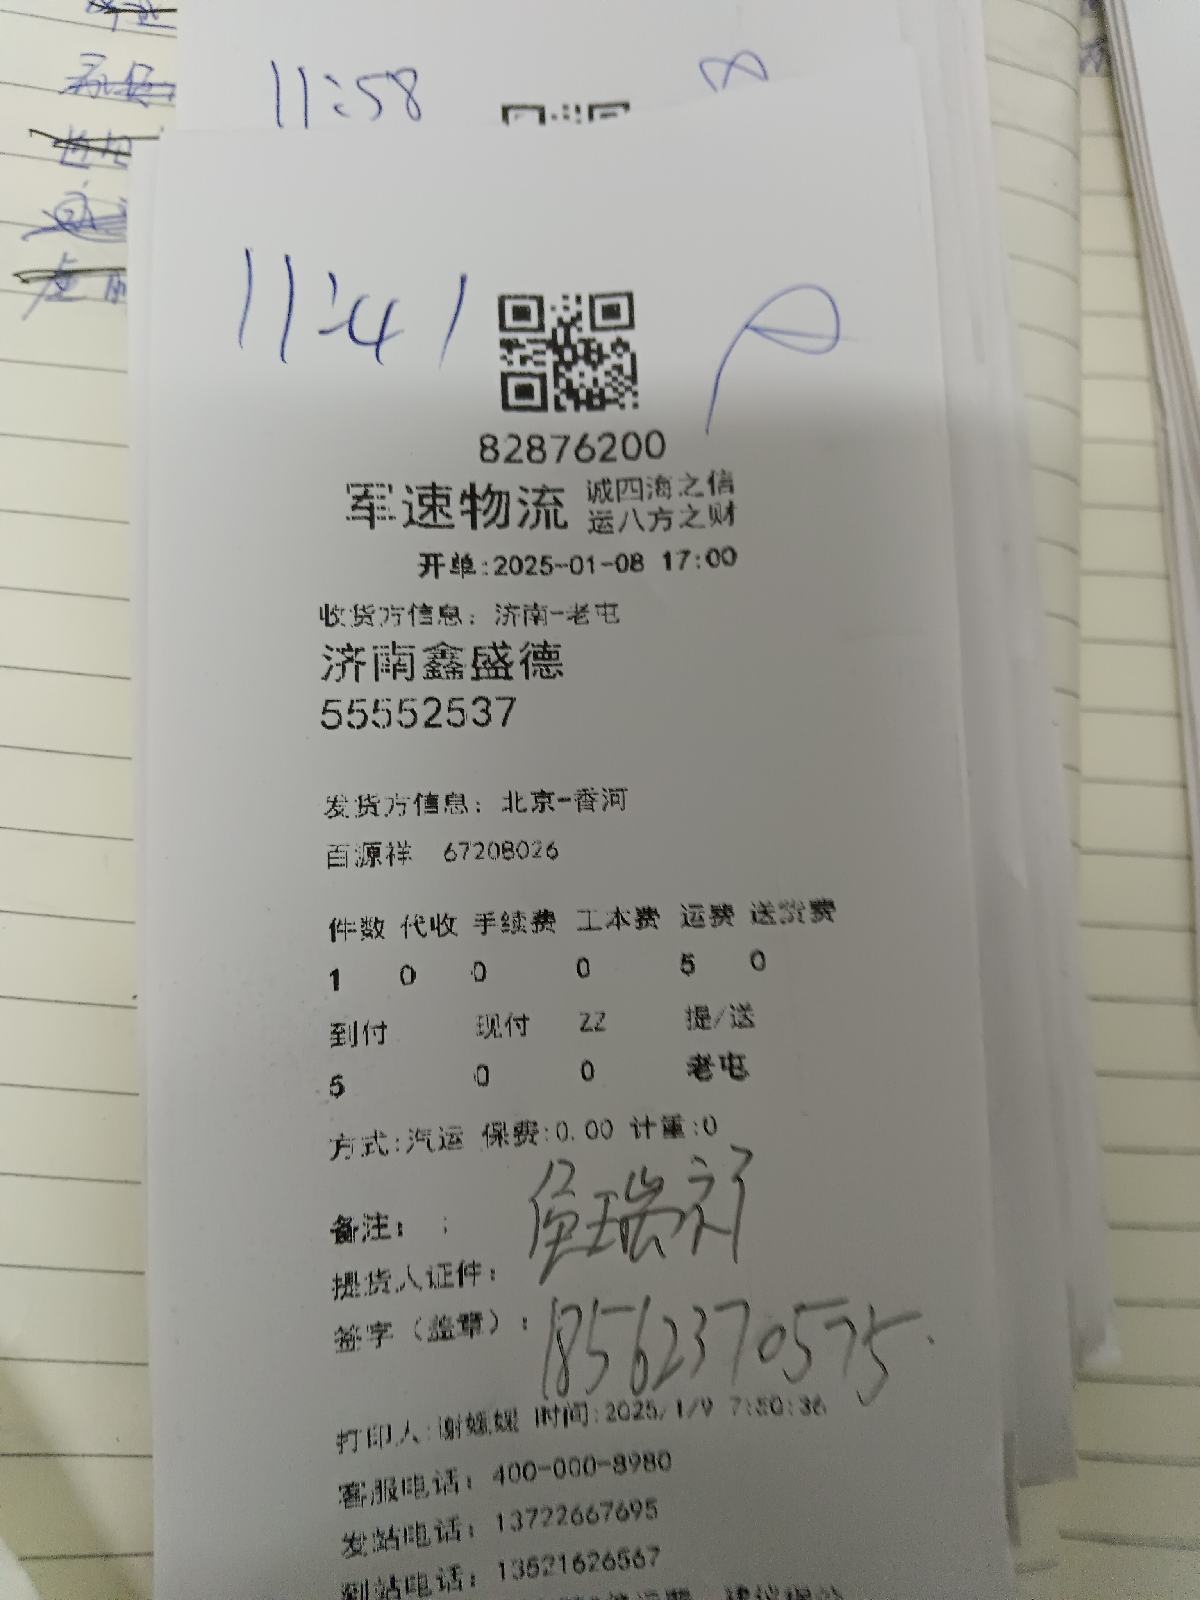 11:58
11:41
82876200
军速物流 诚四海之信
运八方之财
开单:2025-01-08 17:00
收货方信息: 济南-老屯
济南鑫盛德
55552537
发货方信息: 北京-香河
百源祥 67208026
件数 代收 手续费 工本费 运费 送货费
1 0 0 0 5 0
到付 现付 ZZ 提/送
5 0 0 老屯
方式:汽运 保费:0.00 计重:0
备注: ;
提货人证件:
签字(盖章): 18562370575
打印人:谢媛媛 时间:2025/1/9 7:50:36
客服电话: 400-000-8980
发站电话: 13722667695
到站电话: 13521626567